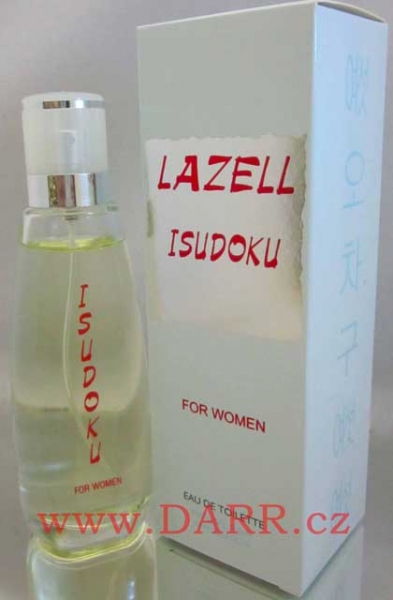 LAZELL
ISUDOKU
FOR WOMEN
EAU DE TOILETTE
ISUDOKU
FOR WOMEN
www.DARR.cz